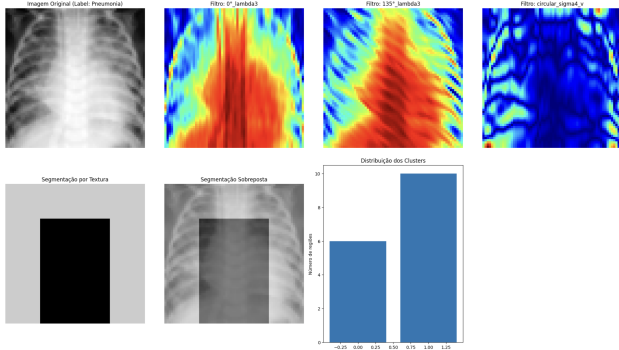 Imagem Original (Label: Pneumonia)
Filtro: 0°_lambda3
Filtro: 135°_lambda3
Filtro: circular_sigma4_v
Segmentação por Textura
Segmentação Sobreposta
Distribuição dos Clusters
Número de regiões
10
8
6
4
2
0
−0.25 0.00 0.25 0.50 0.75 1.00 1.25